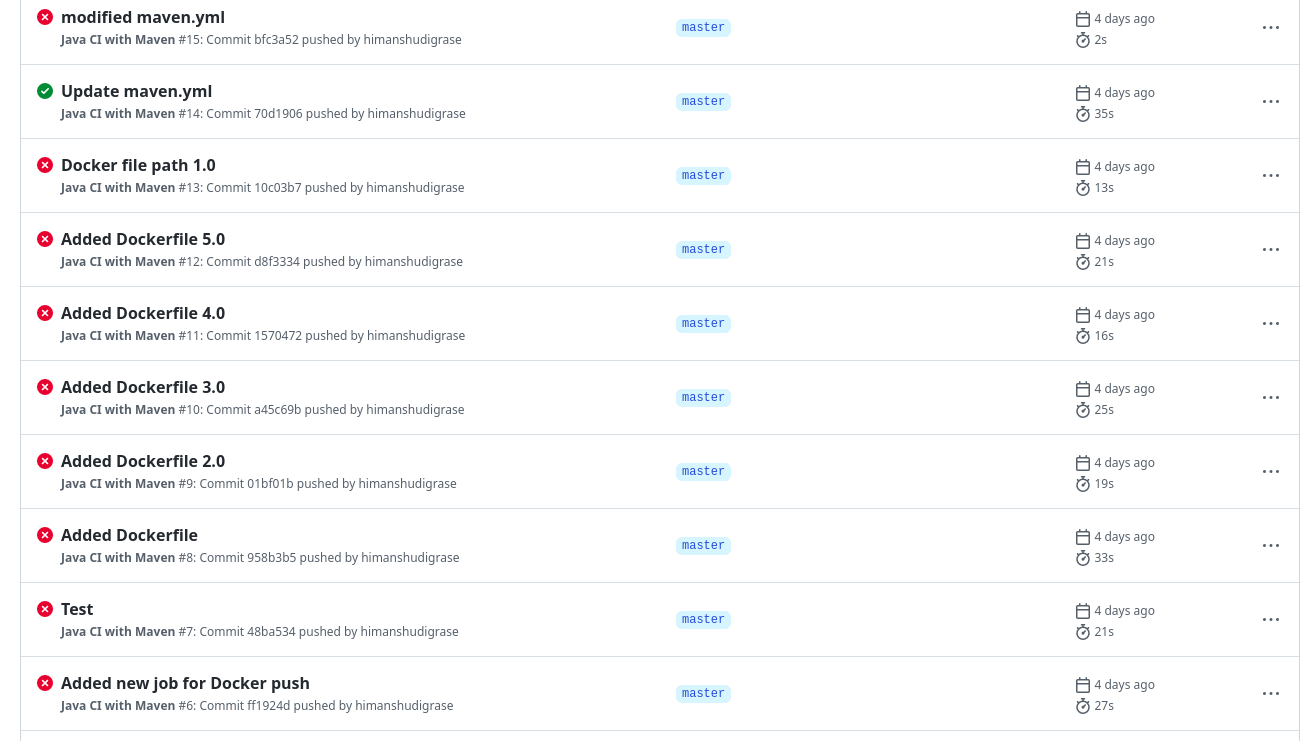 modified maven.yml
Java CI with Maven #15: Commit bfc3a52 pushed by himanshudigrase
master
4 days ago
2s
Update maven.yml
Java CI with Maven #14: Commit 70d1906 pushed by himanshudigrase
master
4 days ago
35s
Docker file path 1.0
Java CI with Maven #13: Commit 10c03b7 pushed by himanshudigrase
master
4 days ago
13s
Added Dockerfile 5.0
Java CI with Maven #12: Commit d8f3334 pushed by himanshudigrase
master
4 days ago
21s
Added Dockerfile 4.0
Java CI with Maven #11: Commit 1570472 pushed by himanshudigrase
master
4 days ago
16s
Added Dockerfile 3.0
Java CI with Maven #10: Commit a45c69b pushed by himanshudigrase
master
4 days ago
25s
Added Dockerfile 2.0
Java CI with Maven #9: Commit 01bf01b pushed by himanshudigrase
master
4 days ago
19s
Added Dockerfile
Java CI with Maven #8: Commit 958b3b5 pushed by himanshudigrase
master
4 days ago
33s
Test
Java CI with Maven #7: Commit 48ba534 pushed by himanshudigrase
master
4 days ago
21s
Added new job for Docker push
Java CI with Maven #6: Commit ff1924d pushed by himanshudigrase
master
4 days ago
27s